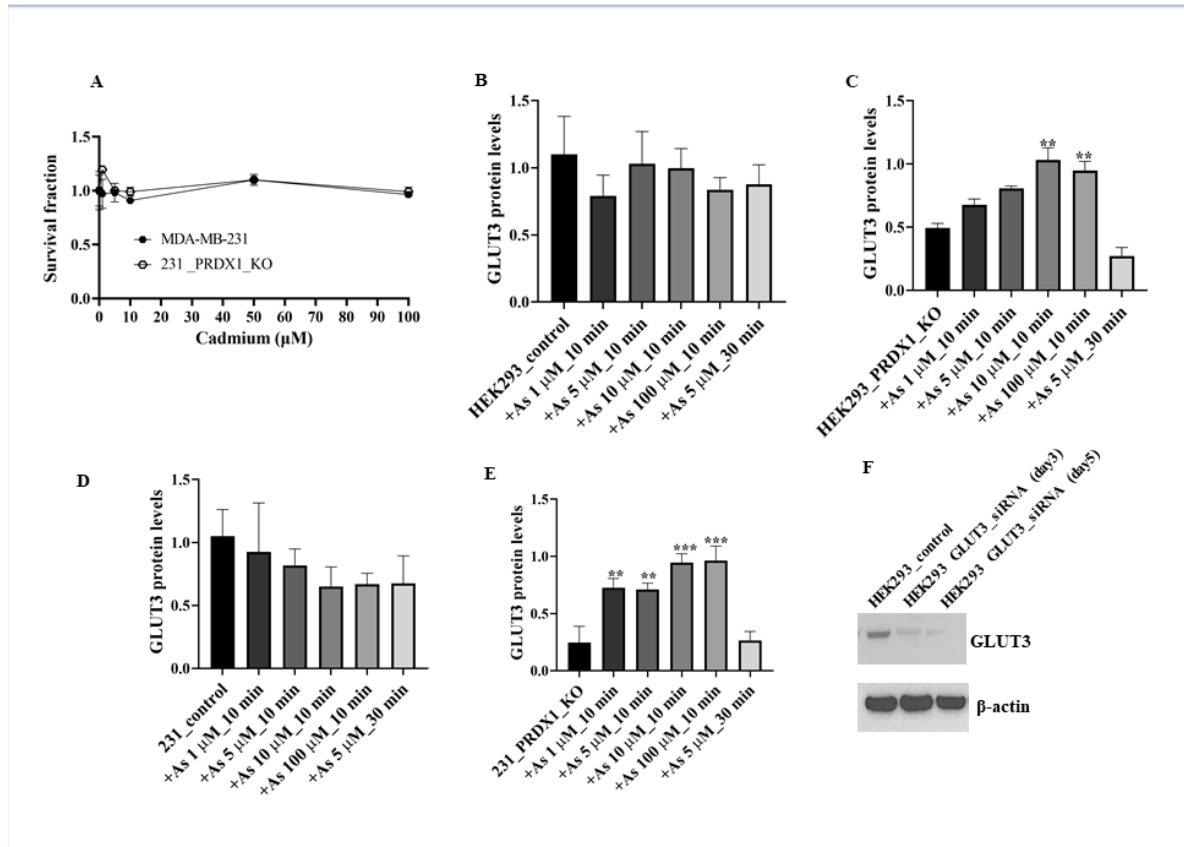 A
Survival fraction
1.5
1.0
0.5
0.0
MDA-MB-231
231 _PRDX1_KO
0 10 20 30 40 50 60 70 80 90 100
Cadmium (μM)
B
GLUT3 protein levels
1.5
1.0
0.5
0.0
HEK293_control
+As 1 μM_10 min
+As 5 μM_10 min
+As 10 μM_10 min
+As 100 μM_10 min
+As 5 μM_30 min
C
GLUT3 protein levels
1.5
1.0
0.5
0.0
** **
HEK293_PRDX1_KO
+As 1 μM_10 min
+As 5 μM_10 min
+As 10 μM_10 min
+As 100 μM_10 min
+As 5 μM_30 min
D
GLUT3 protein levels
1.5
1.0
0.5
0.0
231_control
+As 1 μM_10 min
+As 5 μM_10 min
+As 10 μM_10 min
+As 100 μM_10 min
+As 5 μM_30 min
E
GLUT3 protein levels
1.5
1.0
0.5
0.0
** ** *** ***
231_PRDX1_KO
+As 1 μM_10 min
+As 5 μM_10 min
+As 10 μM_10 min
+As 100 μM_10 min
+As 5 μM_30 min
F
HEK293_control
HEK293_GLUT3_siRNA (day3)
HEK293_GLUT3_siRNA (day5)
GLUT3
β-actin